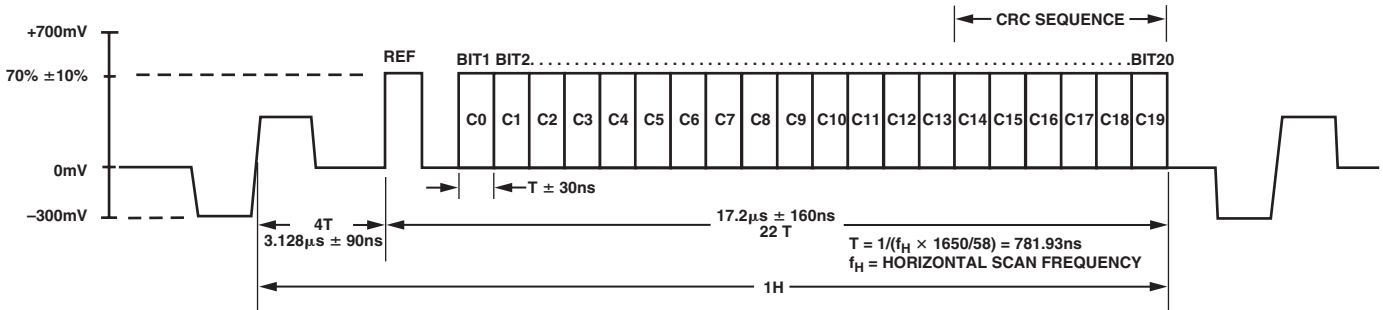 CRC SEQUENCE
+700mV
REF
BIT1 BIT2. . . . . . . . . . . . . . . . . . . . . . . . . . . . . . . . . . . . . . . . . . . . . . . . . . . . . . . . . . . .BIT20
70% ±10%
C0 C1 C2 C3 C4 C5 C6 C7 C8 C9 C10 C11 C12 C13 C14 C15 C16 C17 C18 C19
0mV
T ± 30ns
–300mV
4T
3.128µs ± 90ns
17.2µs ± 160ns
22 T
T = 1/(fH × 1650/58) = 781.93ns
fH = HORIZONTAL SCAN FREQUENCY
1H